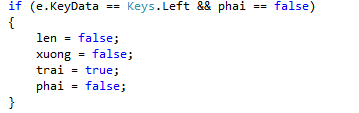 if (e.KeyData == Keys.Left && phai == false)
{
    len = false;
    xuong = false;
    trai = true;
    phai = false;
}